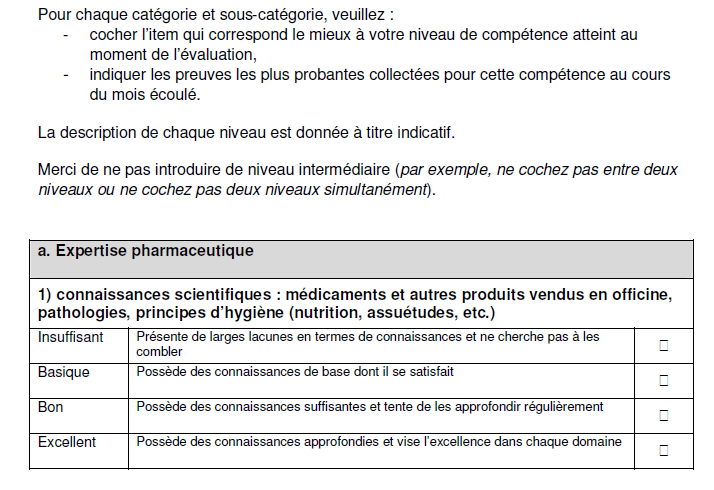 Pour chaque catégorie et sous-catégorie, veuillez :
- cocher l'item qui correspond le mieux à votre niveau de compétence atteint au
moment de l'évaluation,
- indiquer les preuves les plus probantes collectées pour cette compétence au cours
du mois écoulé.
La description de chaque niveau est donnée à titre indicatif.
Merci de ne pas introduire de niveau intermédiaire (par exemple, ne cochez pas entre deux
niveaux ou ne cochez pas deux niveaux simultanément).
a. Expertise pharmaceutique
1) connaissances scientifiques : médicaments et autres produits vendus en officine,
pathologies, principes d'hygiène (nutrition, assuétudes, etc.)
Insuffisant Présente de larges lacunes en termes de connaissances et ne cherche pas à les
combler
Basique Possède des connaissances de base dont il se satisfait
Bon Possède des connaissances suffisantes et tente de les approfondir régulièrement
Excellent Possède des connaissances approfondies et vise l'excellence dans chaque domaine